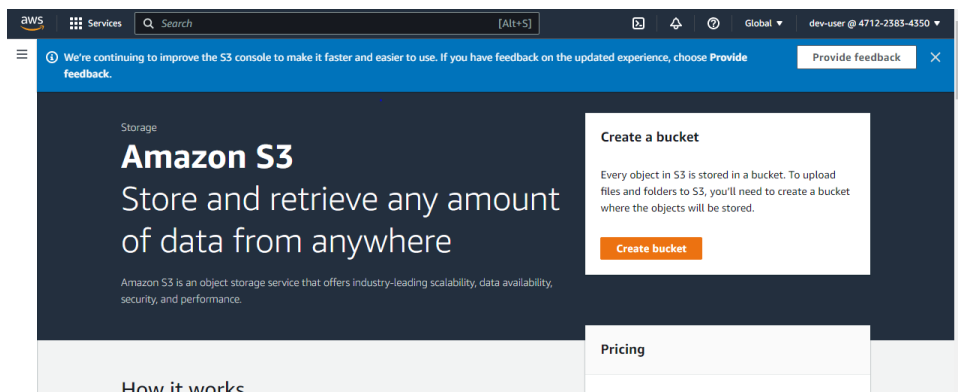 aws
Services
Search
[Alt+S]
Global
dev-user @ 4712-2383-4350
We're continuing to improve the S3 console to make it faster and easier to use. If you have feedback on the updated experience, choose Provide
feedback.
Provide feedback
Storage
Amazon S3
Store and retrieve any amount
of data from anywhere
Amazon S3 is an object storage service that offers industry-leading scalability, data availability,
security, and performance.
Create a bucket
Every object in S3 is stored in a bucket. To upload
files and folders to S3, you'll need to create a bucket
where the objects will be stored.
Create bucket
Pricing
How it works